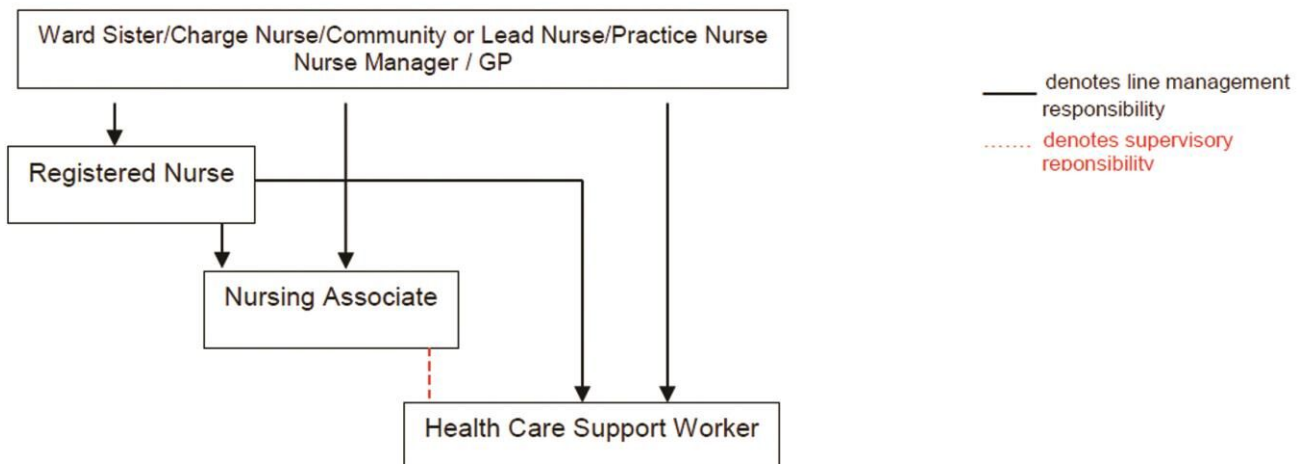 Ward Sister/Charge Nurse/Community or Lead Nurse/Practice Nurse
Nurse Manager / GP
denotes line management
responsibility
denotes supervisory
reponsibility
Registered Nurse
Nursing Associate
Health Care Support Worker